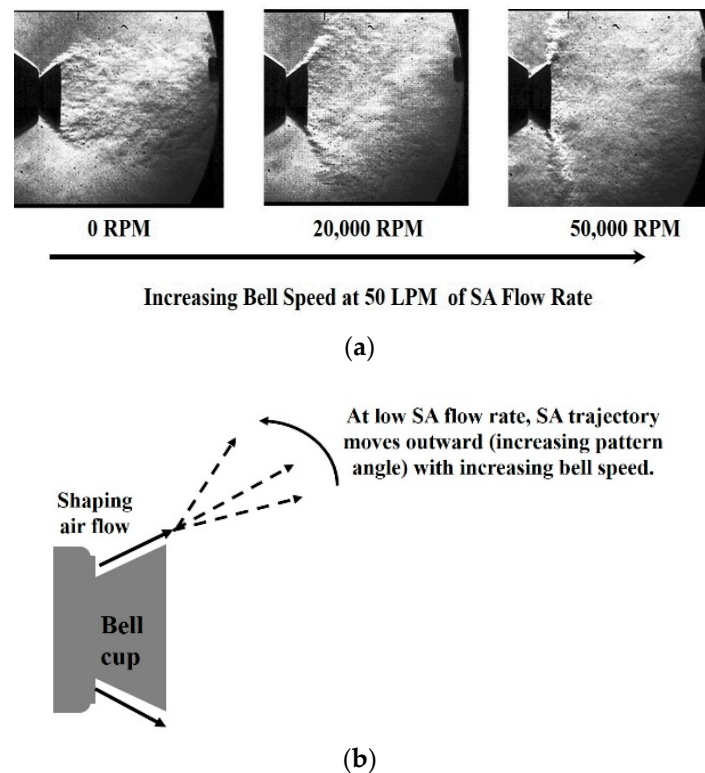 0 RPM
20,000 RPM
50,000 RPM
Increasing Bell Speed at 50 LPM of SA Flow Rate
(a)
At low SA flow rate, SA trajectory
moves outward (increasing pattern
angle) with increasing bell speed.
Shaping
air flow
Bell
cup
(b)